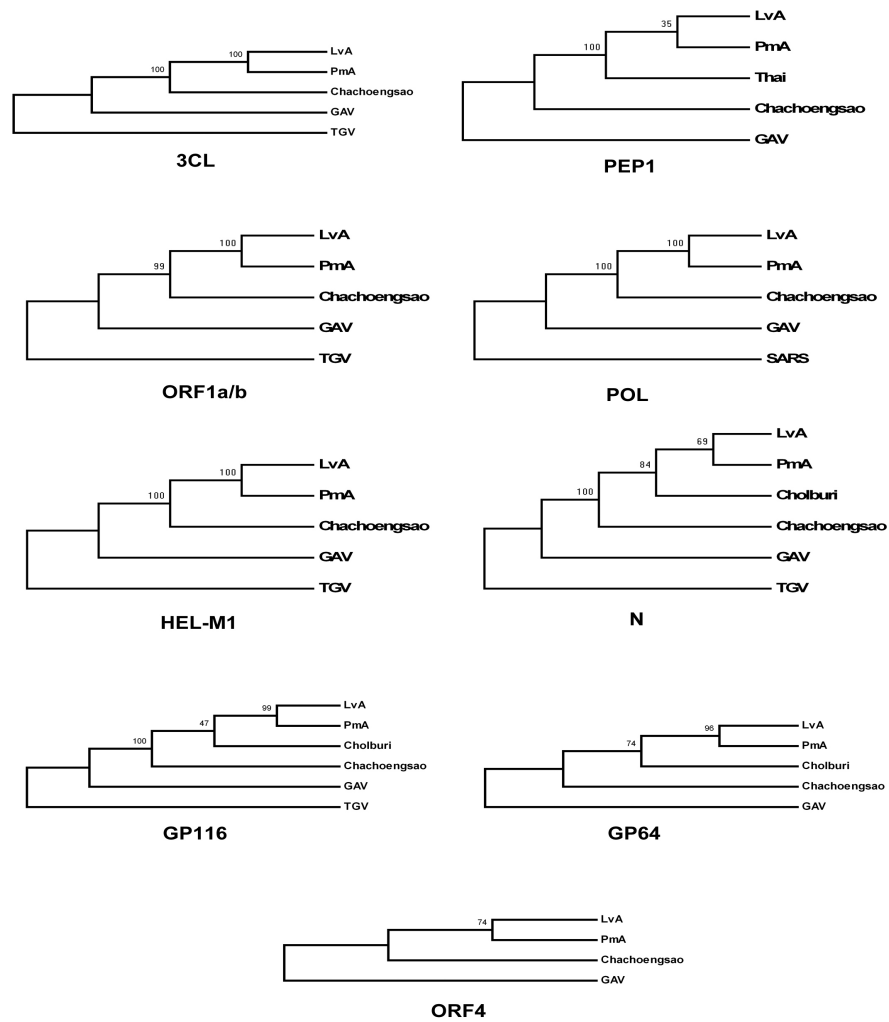 LvA
100
100
PmA
Chachoengsao
GAV
TGV
3CL
LvA
35
PmA
100
Thai
Chachoengsao
GAV
PEP1
LvA
100
PmA
99
Chachoengsao
GAV
TGV
ORF1a/b
LvA
100
PmA
100
Chachoengsao
GAV
SARS
POL
LvA
100
PmA
100
Chachoengsao
GAV
TGV
HEL-M1
LvA
69
PmA
84
Cholburi
100
Chachoengsao
GAV
TGV
N
LvA
99
PmA
47
Cholburi
100
Chachoengsao
GAV
TGV
GP116
LvA
96
PmA
74
Cholburi
Chachoengsao
GAV
GP64
LvA
74
PmA
Chachoengsao
GAV
ORF4